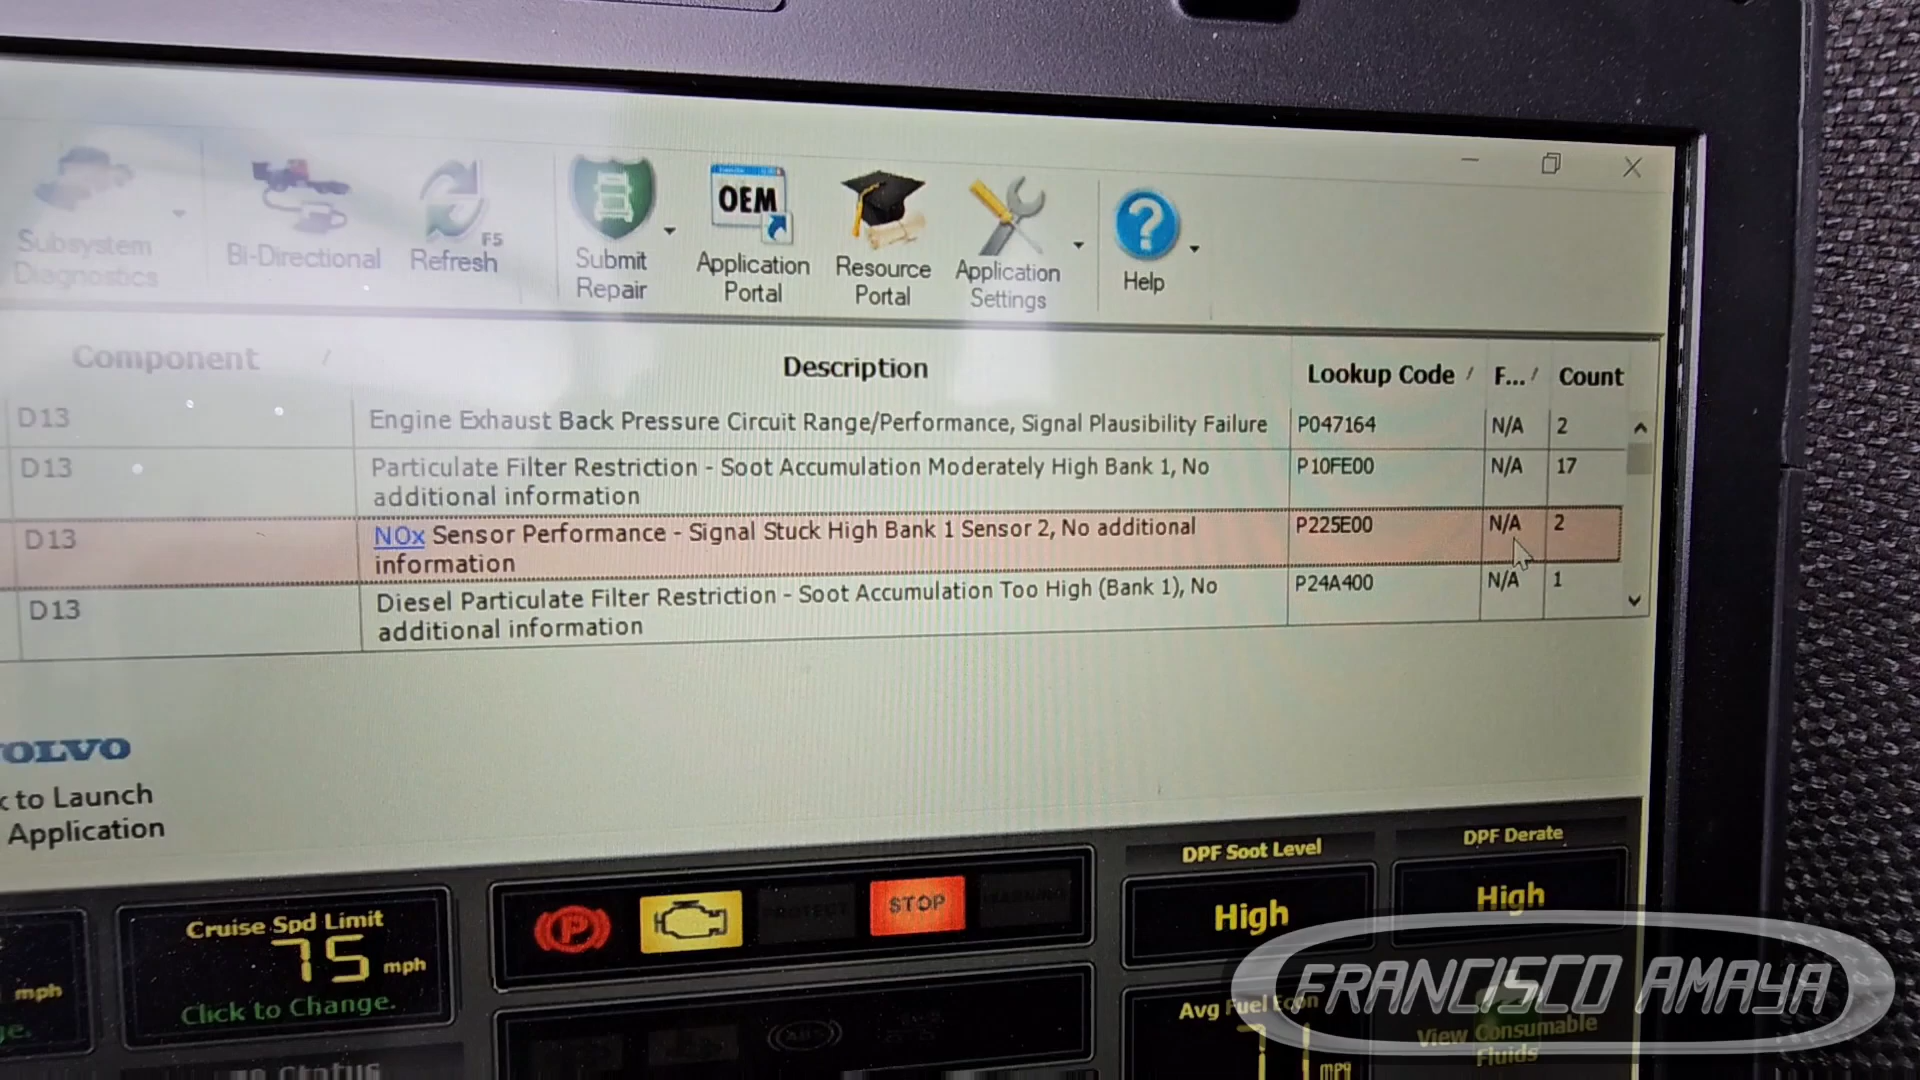 Subsystem
Diagnostics
Bi-Directional
F5
Refresh
Submit
Repair
OEM
Application
Portal
Resource
Portal
Application
Settings
?
Help
Component / Description Lookup Code / F... / Count
D13 Engine Exhaust Back Pressure Circuit Range/Performance, Signal Plausibility Failure P047164 N/A 2
D13 Particulate Filter Restriction - Soot Accumulation Moderately High Bank 1, No P10FE00 N/A 17
additional information
D13 NOx Sensor Performance - Signal Stuck High Bank 1 Sensor 2, No additional P225E00 N/A 2
information
D13 Diesel Particulate Filter Restriction - Soot Accumulation Too High (Bank 1), No P24A400 N/A 1
additional information
OLVO
to Launch
Application
mph
Cruise Spd Limit
75 mph
Click to Change.
P
PROTECT
STOP
WARNING
DPF Soot Level
High
DPF Derate
High
Avg Fuel Econ
mpg
View Consumable
Fluids
Status
FRANCISCO AMAYA